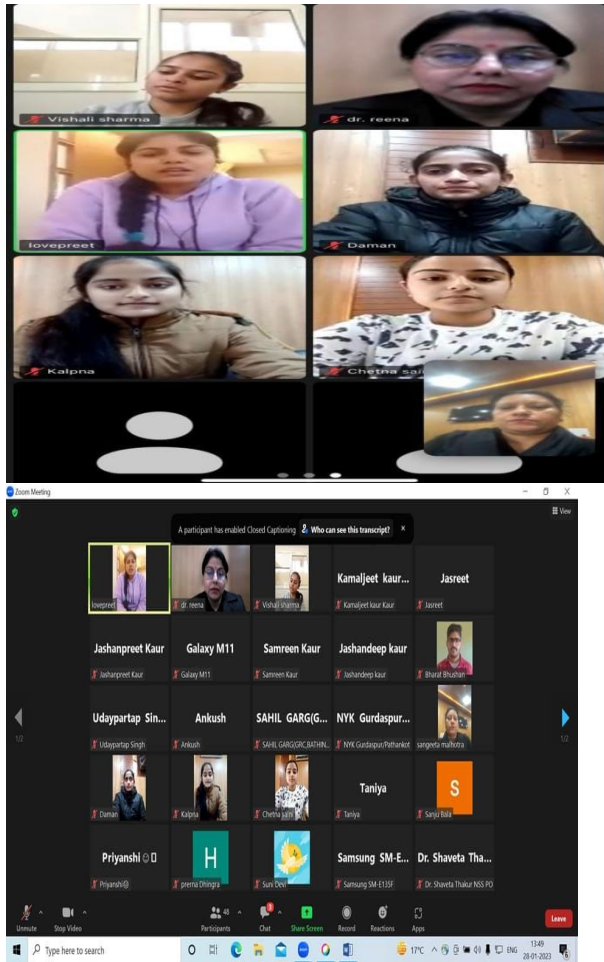 Vishali sharma
dr. reena
lovepreet
Daman
Kalpna
Chetna sai
Zoom Meeting
View
A participant has enabled Closed Captioning
Who can see this transcript?
lovepreet
dr. reena
Vishali sharma
Kamaljeet kaur...
Kamaljeet kaur Kaur
Jasreet
Jasreet
Jashanpreet Kaur
Jashanpreet Kaur
Galaxy M11
Galaxy M11
Samreen Kaur
Samreen Kaur
Jashandeep kaur
Jashandeep kaur
Bharat Bhushan
Udaypartap Sin...
Udaypartap Singh
Ankush
Ankush
SAHIL GARG(G...
SAHIL GARG(GRC,BATHIN...
NYK Gurdaspur...
NYK Gurdaspur/Pathankot
sangeeta malhotra
1/2
1/2
Daman
Kalpna
Chetna saini
Taniya
Taniya
S
Sanju Bala
Priyanshi
Priyanshi
H
prerna Dhingra
Suni Devi
Samsung SM-E...
Samsung SM-E135F
Dr. Shaveta Tha...
Dr. Shaveta Thakur NSS PO
Unmute
Stop Video
48
Participants
3
Chat
Share Screen
Record
Reactions
Apps
Leave
Type here to search
17°C
ENG
13:49
28-01-2023